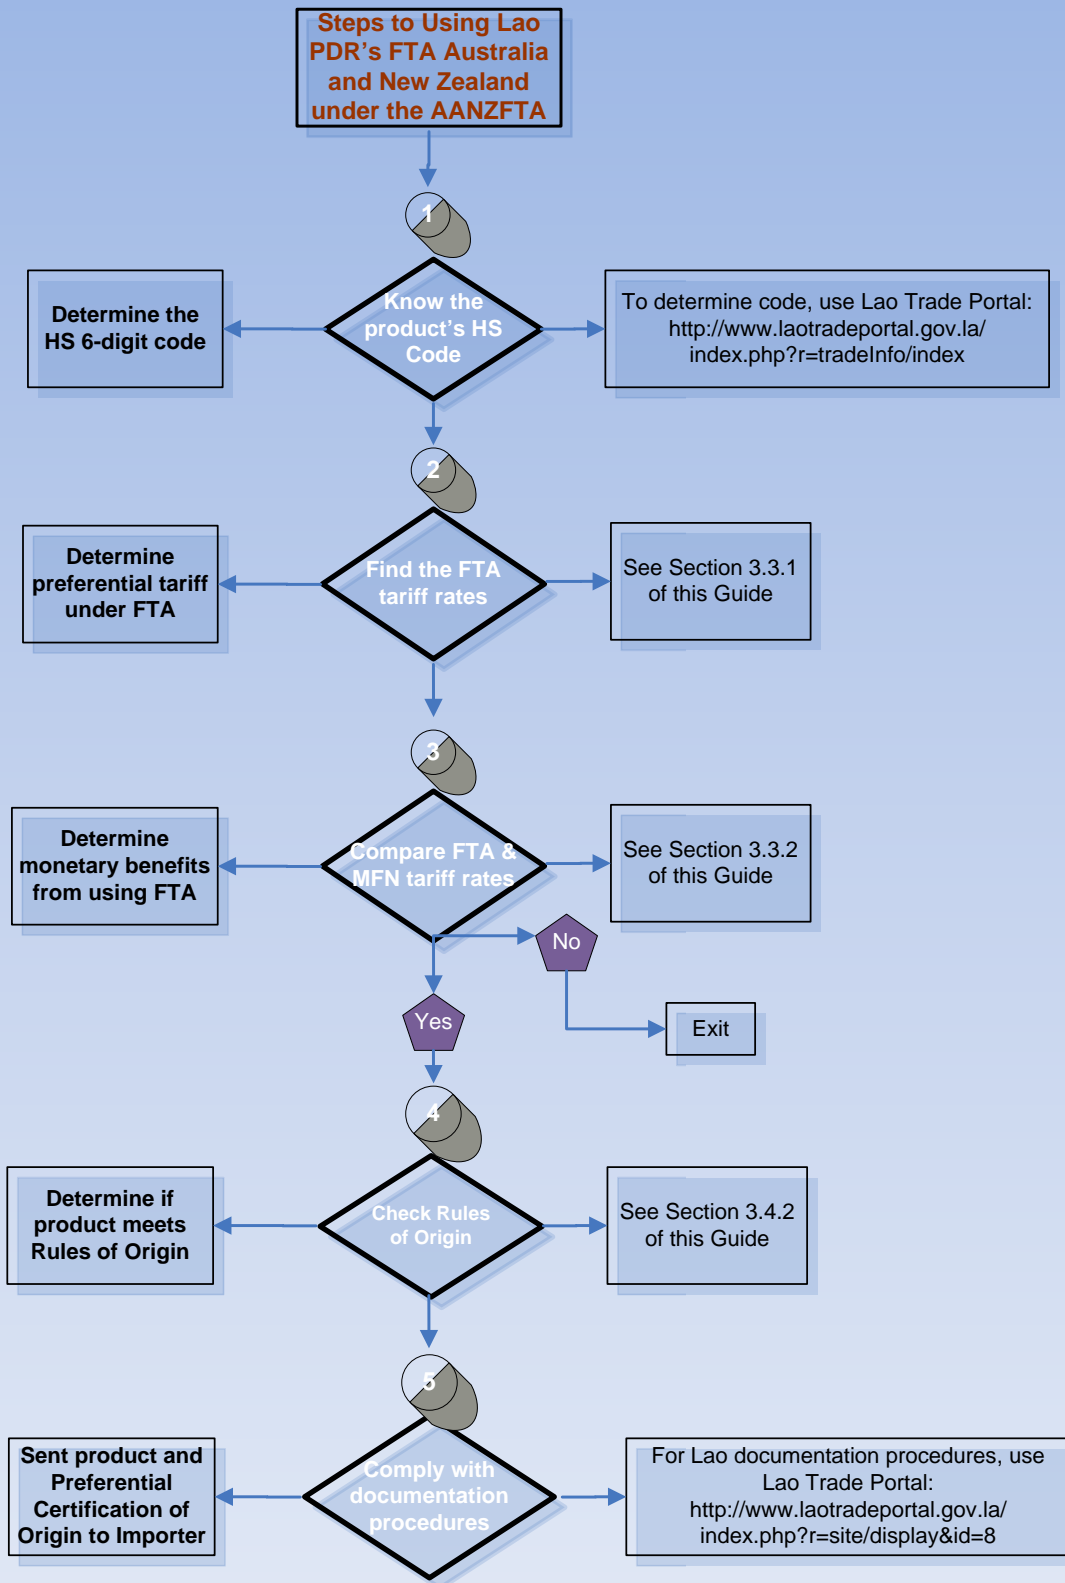 Steps to Using Lao
PDR's FTA Australia
and New Zealand
under the AANZFTA
1
Determine the
HS 6-digit code
Know the
product's HS
Code
To determine code, use Lao Trade Portal:
http://www.laotradeportal.gov.la/
index.php?r=tradeInfo/index
2
Determine
preferential tariff
under FTA
Find the FTA
tariff rates
See Section 3.3.1
of this Guide
3
Determine
monetary benefits
from using FTA
Compare FTA &
MFN tariff rates
See Section 3.3.2
of this Guide
No
Yes
Exit
4
Determine if
product meets
Rules of Origin
Check Rules
of Origin
See Section 3.4.2
of this Guide
5
Sent product and
Preferential
Certification of
Origin to Importer
Comply with
documentation
procedures
For Lao documentation procedures, use
Lao Trade Portal:
http://www.laotradeportal.gov.la/
index.php?r=site/display&id=8